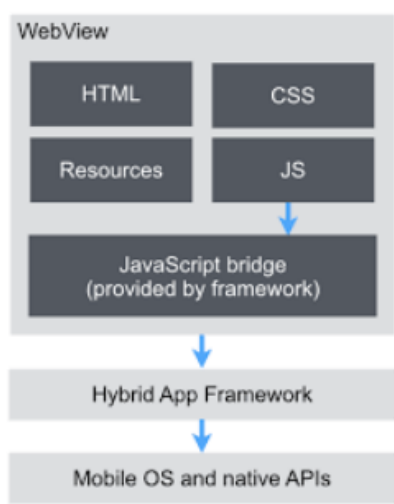 WebView
HTML
CSS
Resources
JS
JavaScript bridge
(provided by framework)
Hybrid App Framework
Mobile OS and native APIs